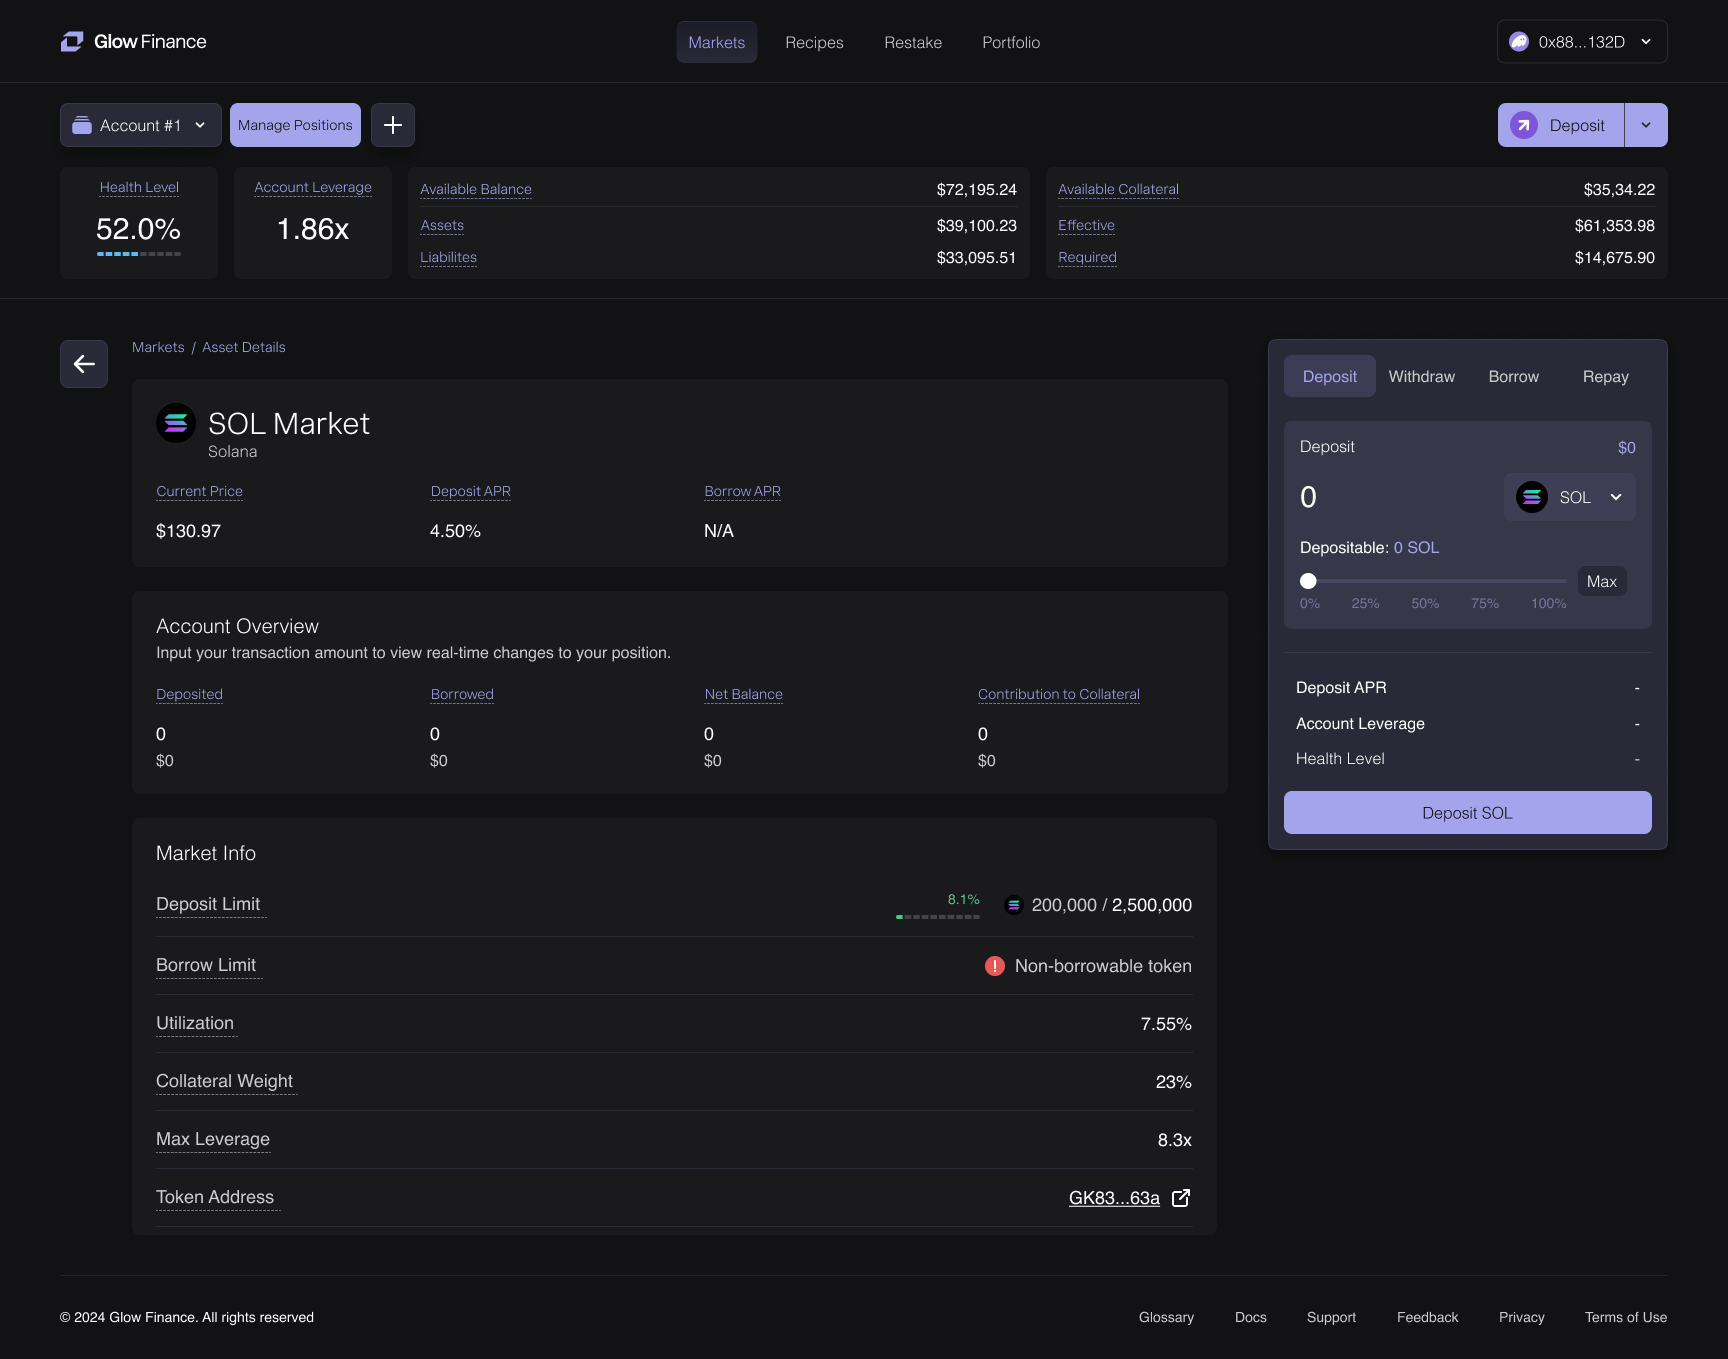 Glow Finance
Markets
Recipes
Restake
Portfolio
0x88...132D
Account #1
Manage Positions
Deposit
Health Level
52.0%
Account Leverage
1.86x
Available Balance $72,195.24
Assets $39,100.23
Liabilites $33,095.51
Available Collateral $35,34.22
Effective $61,353.98
Required $14,675.90
Markets / Asset Details
SOL Market
Solana
Current Price Deposit APR Borrow APR
$130.97 4.50% N/A
Account Overview
Input your transaction amount to view real-time changes to your position.
Deposited Borrowed Net Balance Contribution to Collateral
0 0 0 0
$0 $0 $0 $0
Market Info
Deposit Limit 8.1% 200,000 / 2,500,000
Borrow Limit ! Non-borrowable token
Utilization 7.55%
Collateral Weight 23%
Max Leverage 8.3x
Token Address GK83...63a
Deposit Withdraw Borrow Repay
Deposit $0
0 SOL
Depositable: 0 SOL
Max
0% 25% 50% 75% 100%
Deposit APR -
Account Leverage -
Health Level -
Deposit SOL
© 2024 Glow Finance. All rights reserved
Glossary Docs Support Feedback Privacy Terms of Use